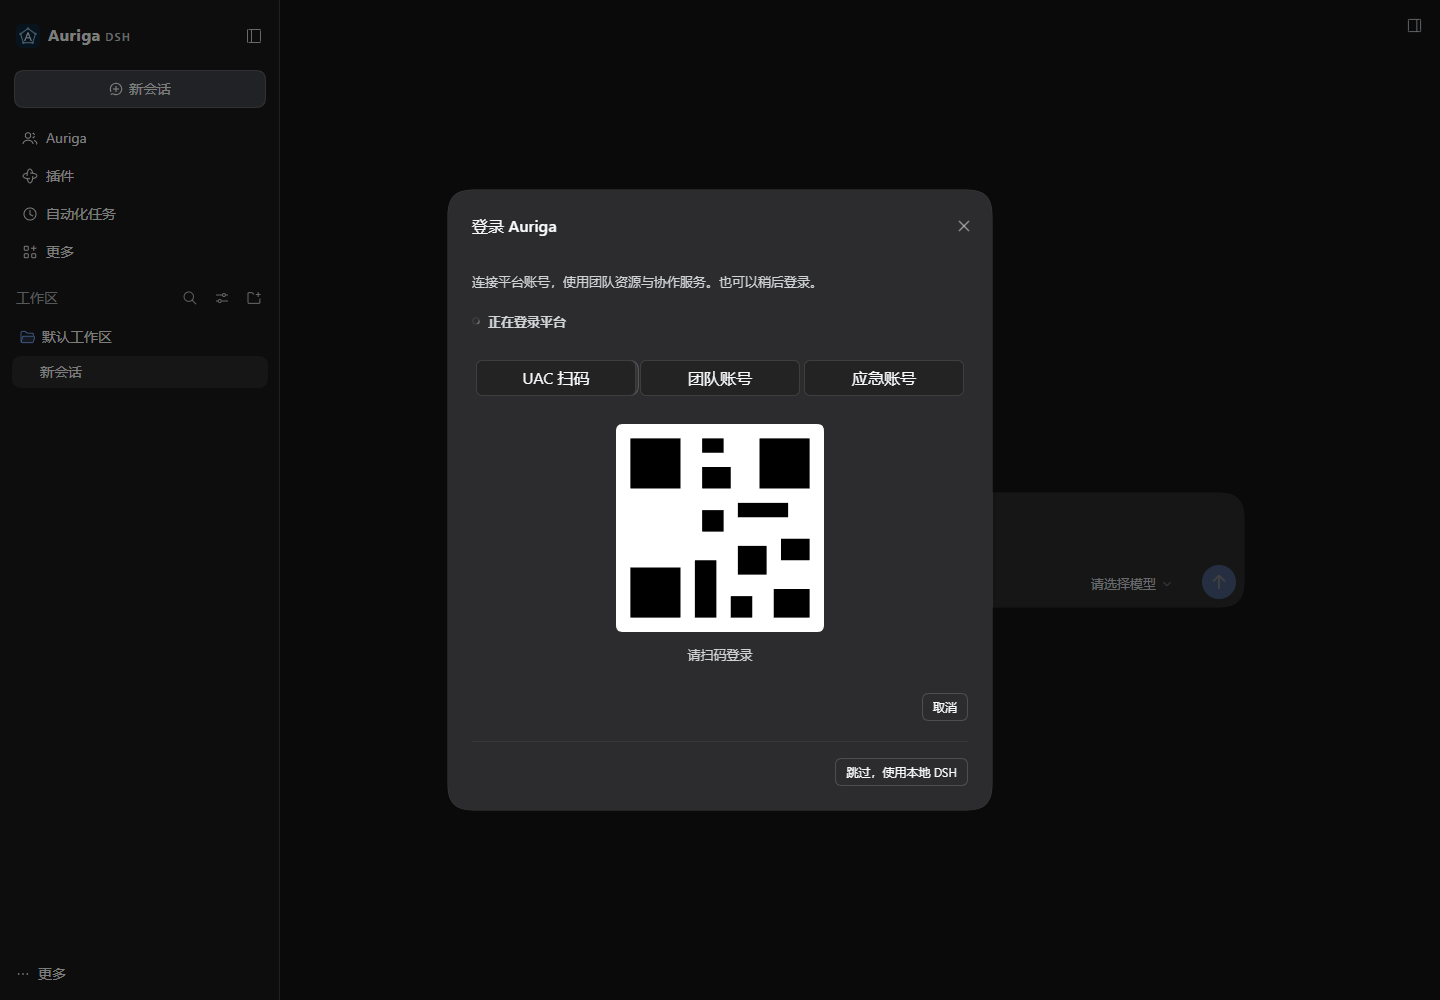 Auriga DSH
新会话
Auriga
插件
自动化任务
更多
工作区
默认工作区
新会话
登录 Auriga
连接平台账号，使用团队资源与协作服务。也可以稍后登录。
正在登录平台
UAC 扫码
团队账号
应急账号
请扫码登录
取消
跳过，使用本地 DSH
请选择模型
更多